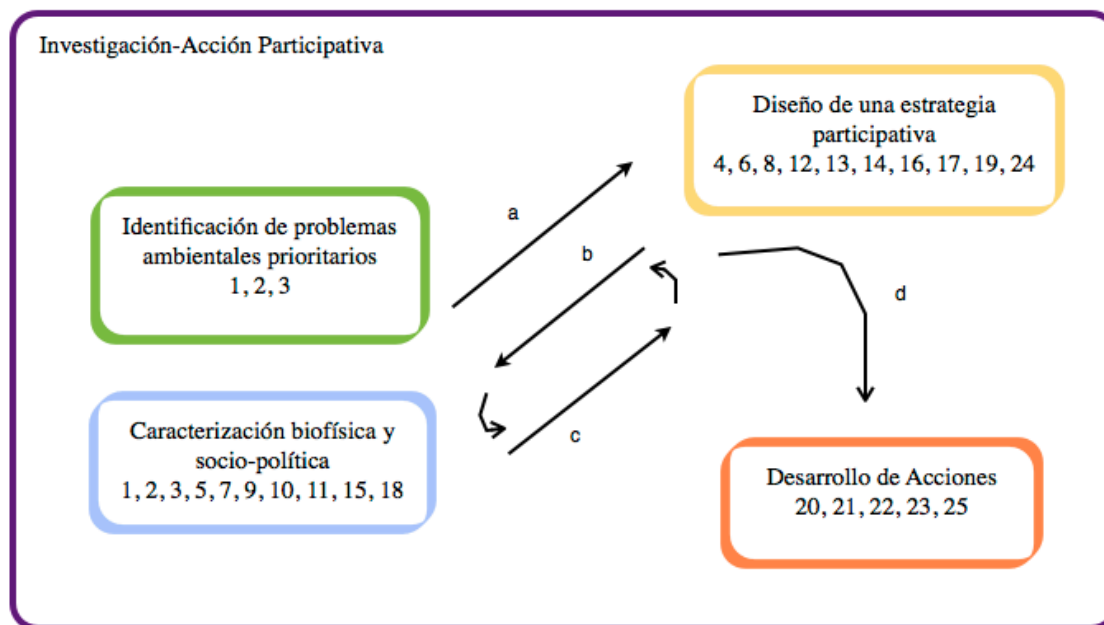 Investigación-Acción Participativa
Diseño de una estrategia
participativa
4, 6, 8, 12, 13, 14, 16, 17, 19, 24
a
Identificación de problemas
ambientales prioritarios
1, 2, 3
b
d
Caracterización biofísica y
socio-política
1, 2, 3, 5, 7, 9, 10, 11, 15, 18
c
Desarrollo de Acciones
20, 21, 22, 23, 25